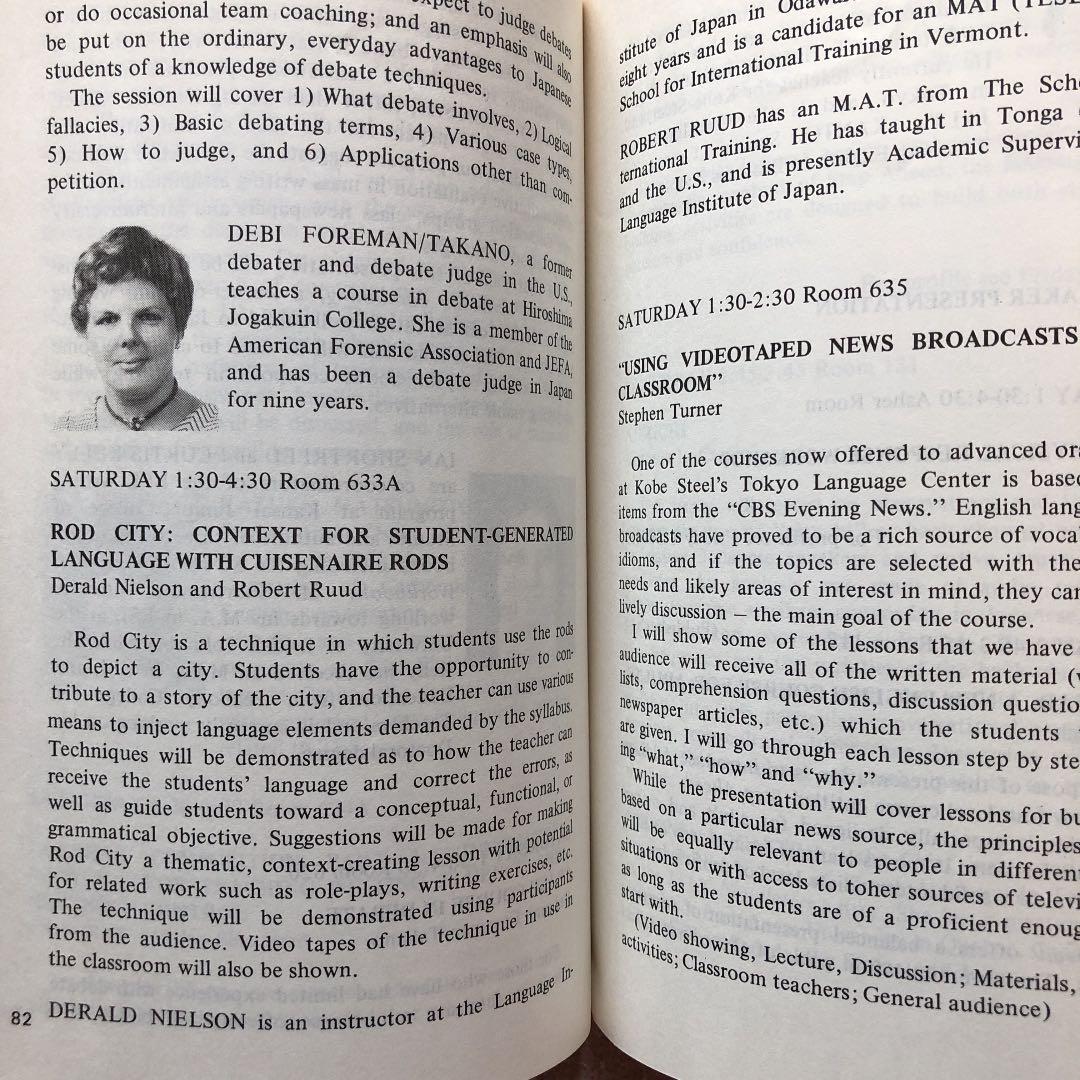 or do occasional team coaching; and an emphasis will also
be put on the ordinary, everyday advantages to Japanese
students of a knowledge of debate techniques.
The session will cover 1) What debate involves, 2) Logical
fallacies, 3) Basic debating terms, 4) Various case types,
5) How to judge, and 6) Applications other than com-
petition.
DEBI FOREMAN/TAKANO, a former
debater and debate judge in the U.S.,
teaches a course in debate at Hiroshima
Jogakuin College. She is a member of the
American Forensic Association and JEFA,
and has been a debate judge in Japan
for nine years.
SATURDAY 1:30-4:30 Room 633A
ROD CITY: CONTEXT FOR STUDENT-GENERATED
LANGUAGE WITH CUISENAIRE RODS
Derald Nielson and Robert Ruud
Rod City is a technique in which students use the rods
to depict a city. Students have the opportunity to con-
tribute to a story of the city, and the teacher can use various
means to inject language elements demanded by the syllabus.
Techniques will be demonstrated as to how the teacher can
receive the students' language and correct the errors, as
well as guide students toward a conceptual, functional, or
grammatical objective. Suggestions will be made for making
Rod City a thematic, context-creating lesson with potential
for related work such as role-plays, writing exercises, etc.
The technique will be demonstrated using participants
from the audience. Video tapes of the technique in use in
the classroom will also be shown.
DERALD NIELSON is an instructor at the Language In-
82
stitute of Japan in
eight years and is a candidate for an MAT
School for International Training in Vermont.
ROBERT RUUD has an M.A.T. from The
ternational Training. He has taught in Tonga
and the U.S., and is presently Academic
Language Institute of Japan.
SATURDAY 1:30-2:30 Room 635
"USING VIDEOTAPED NEWS BROADCASTS
CLASSROOM"
Stephen Turner
One of the courses now offered to advanced
at Kobe Steel's Tokyo Language Center is
items from the "CBS Evening News." English
broadcasts have proved to be a rich source of
idioms, and if the topics are selected with
needs and likely areas of interest in mind, they
lively discussion – the main goal of the course.
I will show some of the lessons that we have
audience will receive all of the written material
lists, comprehension questions, discussion
newspaper articles, etc.) which the students
are given. I will go through each lesson step by
ing "what," "how" and "why."
While the presentation will cover lessons for
based on a particular news source, the principles
will be equally relevant to people in
situations or with access to toher sources of
as long as the students are of a proficient
start with.
(Video showing, Lecture, Discussion; Materials,
activities; Classroom teachers; General audience)